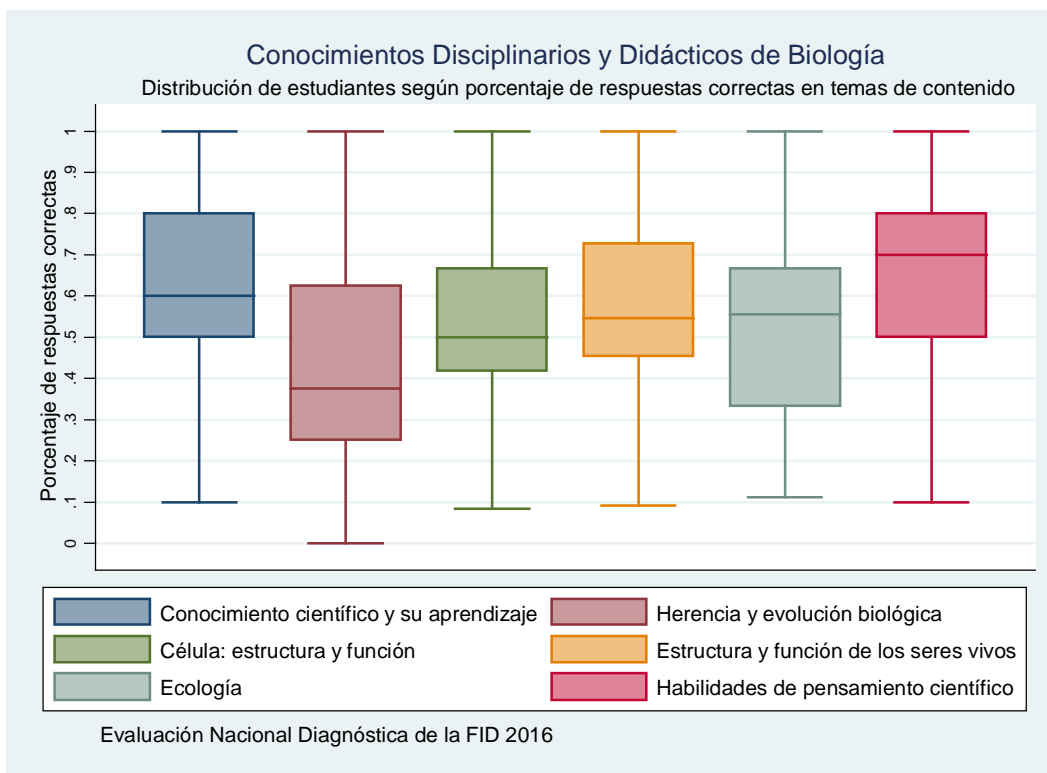 Conocimientos Disciplinarios y Didácticos de Biología
Distribución de estudiantes según porcentaje de respuestas correctas en temas de contenido
Porcentaje de respuestas correctas
1
.9
.8
.7
.6
.5
.4
.3
.2
.1
0
Conocimiento científico y su aprendizaje
Herencia y evolución biológica
Célula: estructura y función
Estructura y función de los seres vivos
Ecología
Habilidades de pensamiento científico
Evaluación Nacional Diagnóstica de la FID 2016